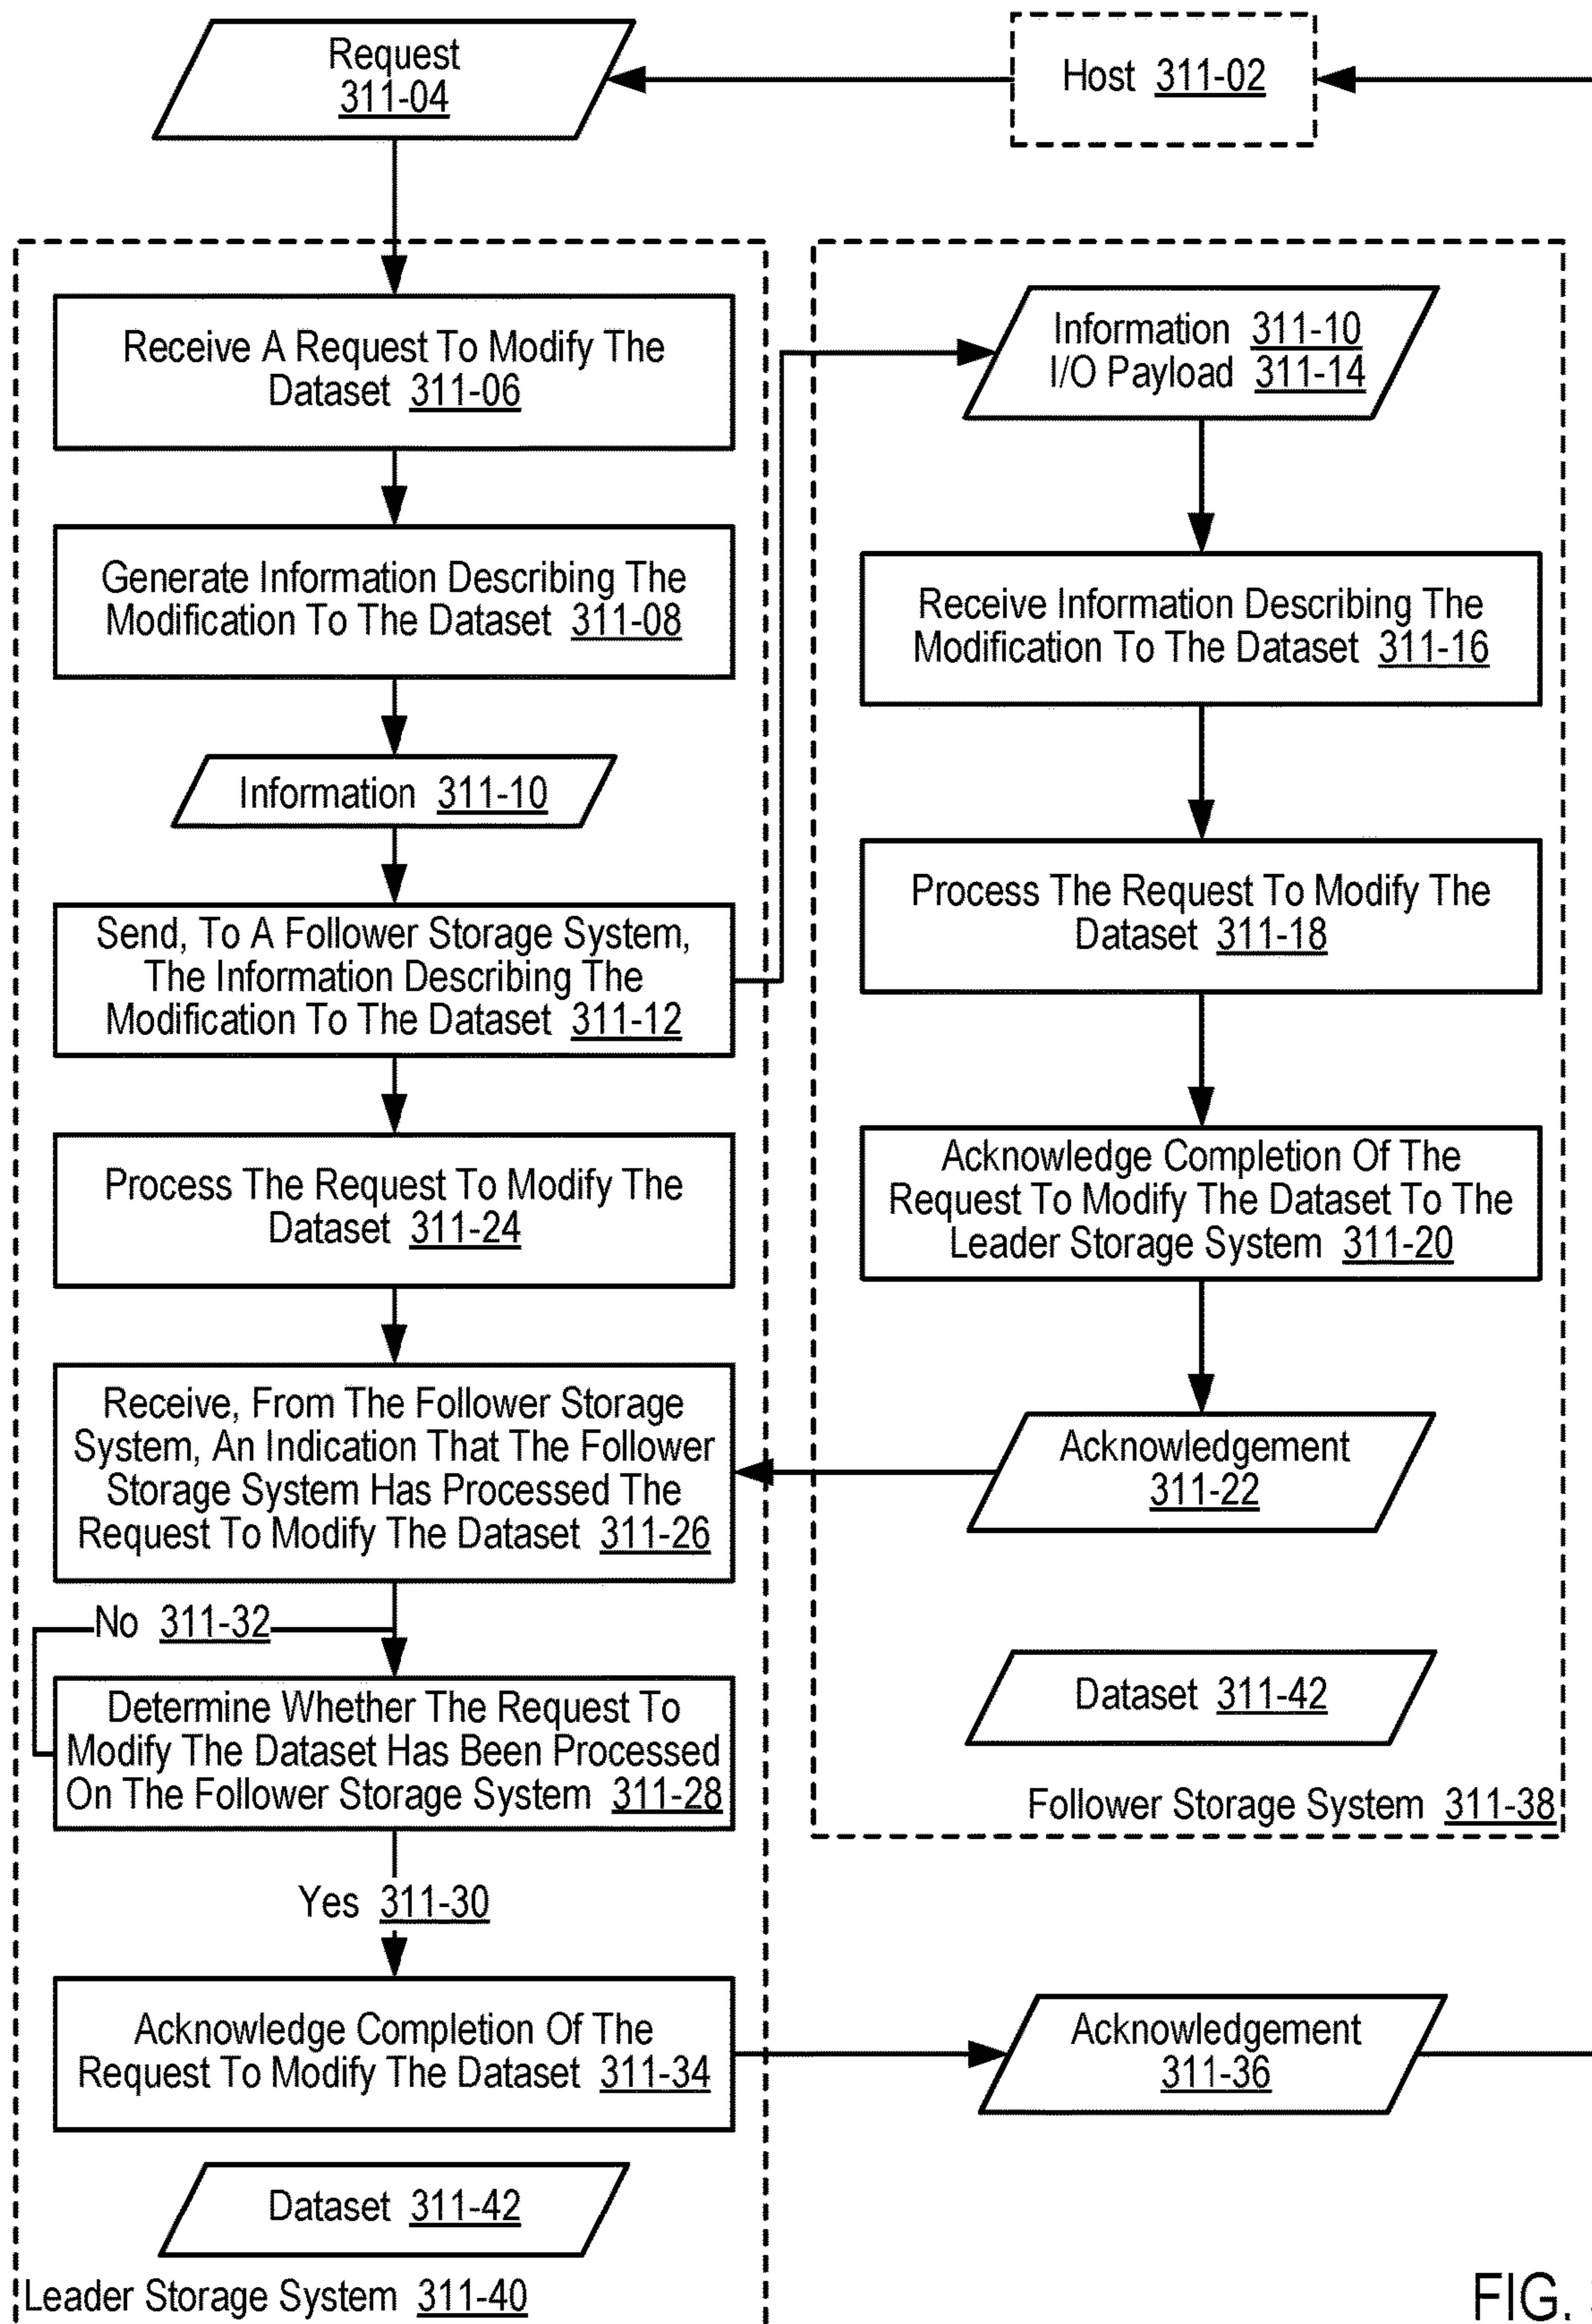 Request
311-04
Host 311-02
Receive A Request To Modify The
Dataset 311-06
Generate Information Describing The
Modification To The Dataset 311-08
Information 311-10
Send, To A Follower Storage System,
The Information Describing The
Modification To The Dataset 311-12
Process The Request To Modify The
Dataset 311-24
Receive, From The Follower Storage
System, An Indication That The Follower
Storage System Has Processed The
Request To Modify The Dataset 311-26
No 311-32
Determine Whether The Request To
Modify The Dataset Has Been Processed
On The Follower Storage System 311-28
Yes 311-30
Acknowledge Completion Of The
Request To Modify The Dataset 311-34
Dataset 311-42
Leader Storage System 311-40
Information 311-10
I/O Payload 311-14
Receive Information Describing The
Modification To The Dataset 311-16
Process The Request To Modify The
Dataset 311-18
Acknowledge Completion Of The
Request To Modify The Dataset To The
Leader Storage System 311-20
Acknowledgement
311-22
Dataset 311-42
Follower Storage System 311-38
Acknowledgement
311-36
FIG.